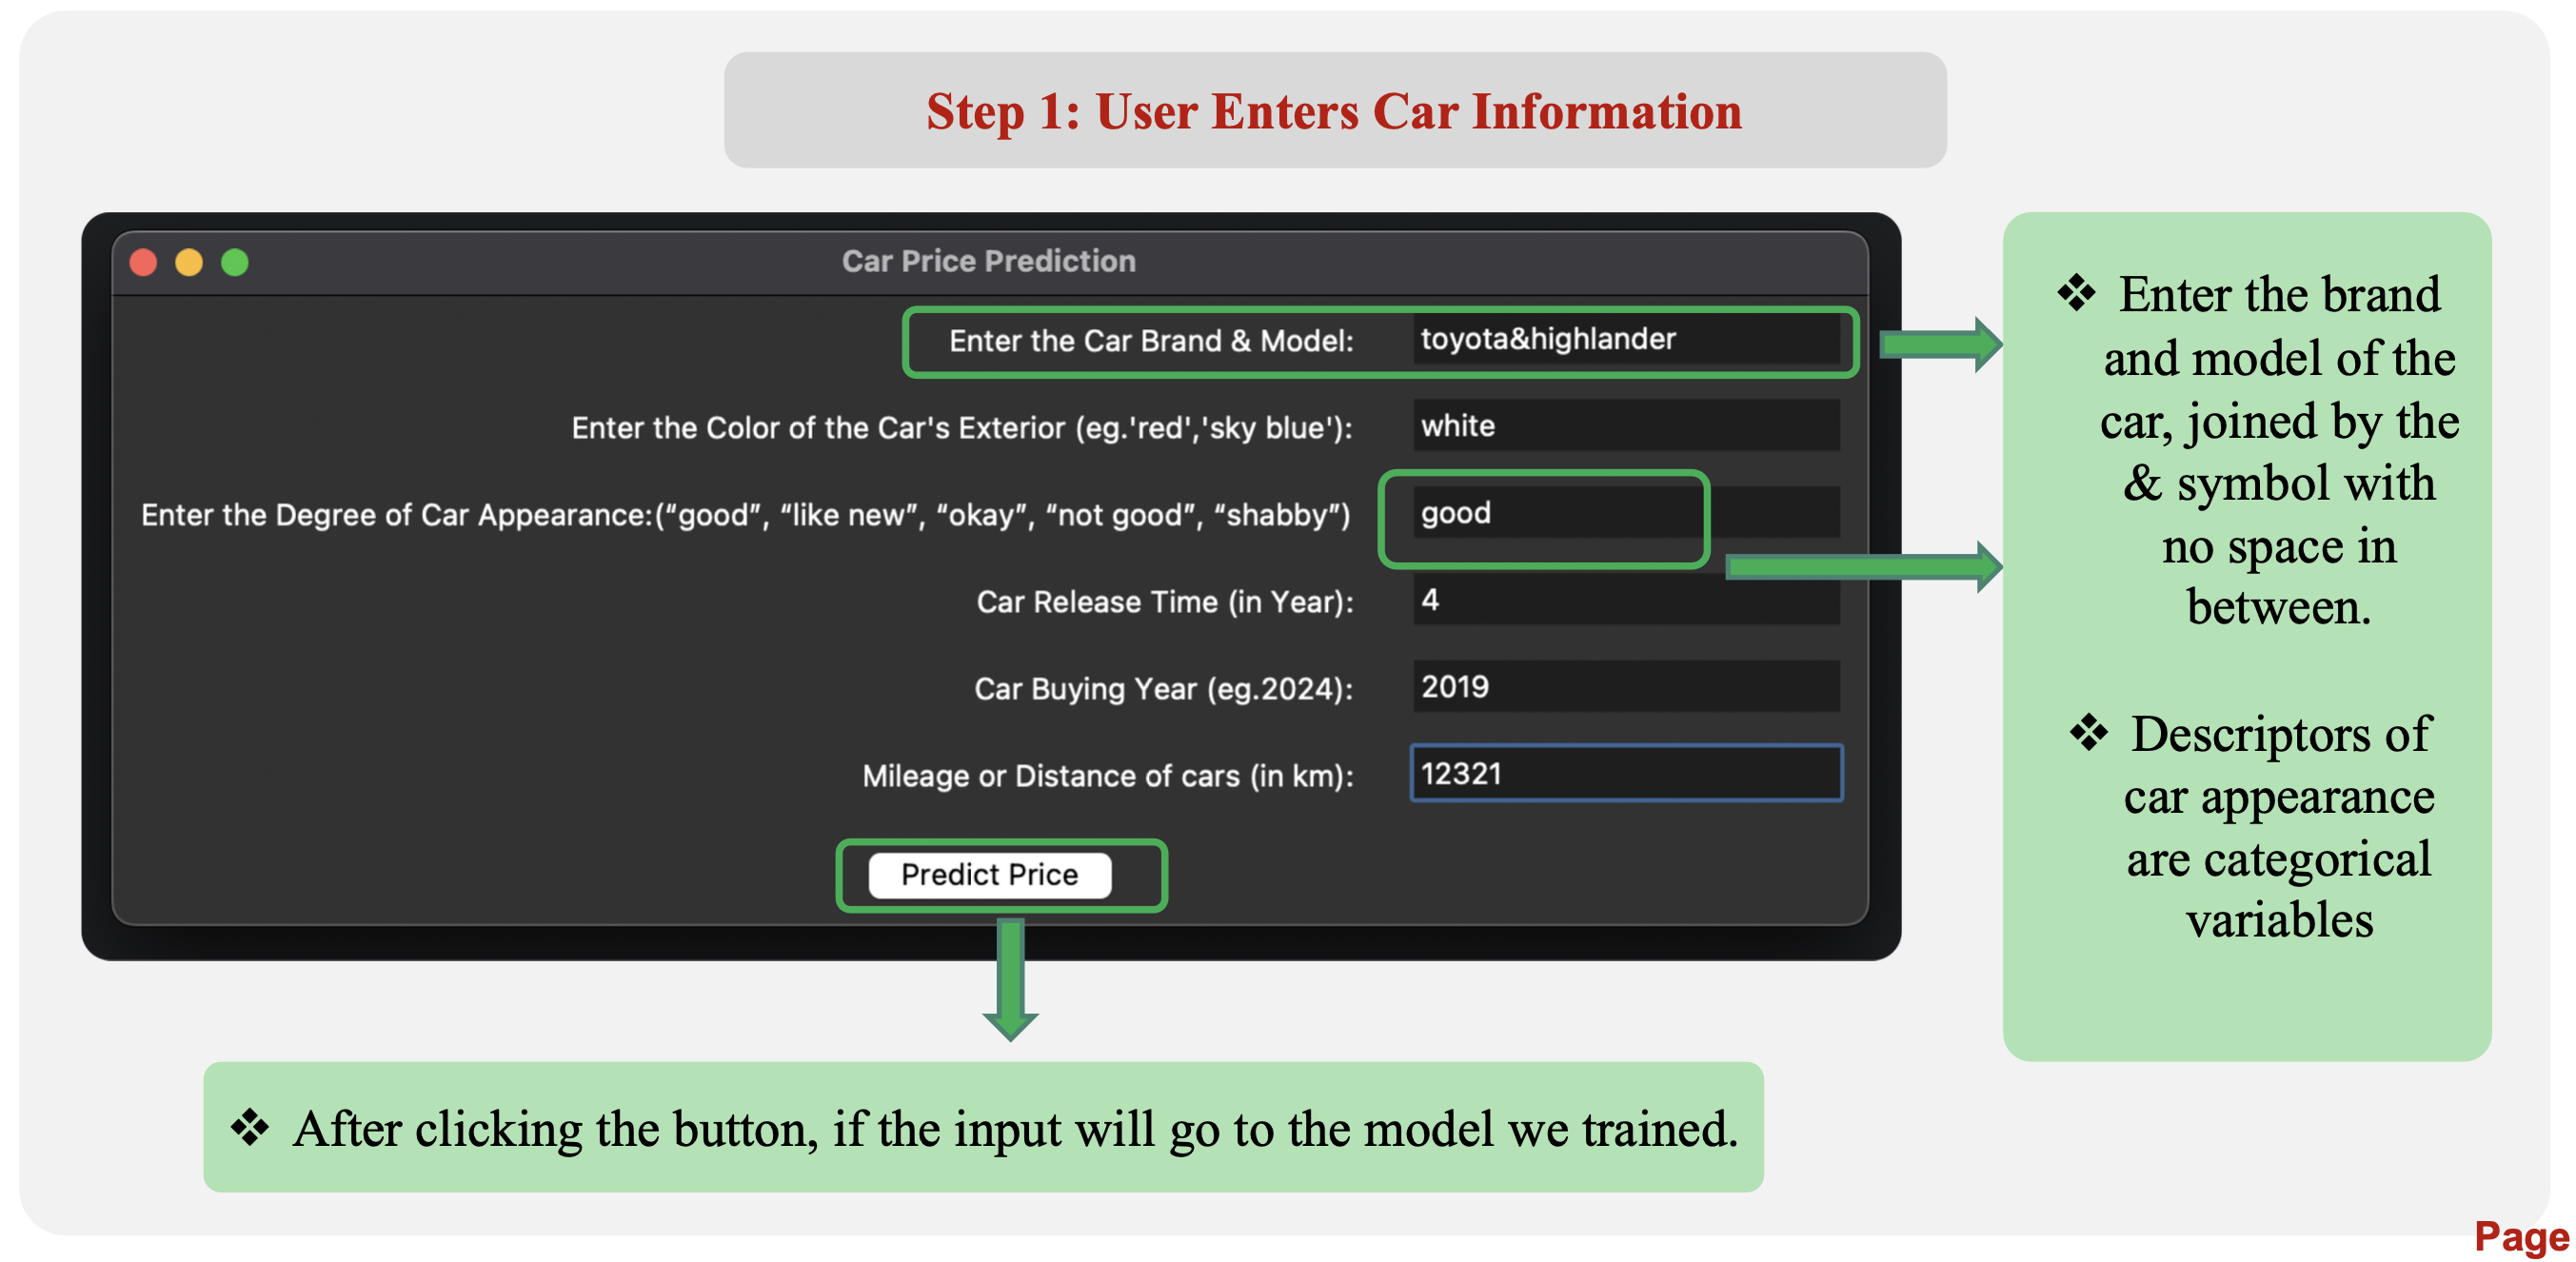 Step 1: User Enters Car Information
Car Price Prediction
Enter the Car Brand & Model: toyota&highlander
Enter the Color of the Car's Exterior (eg.'red','sky blue'): white
Enter the Degree of Car Appearance:(“good”, “like new”, “okay”, “not good”, “shabby”) good
Car Release Time (in Year): 4
Car Buying Year (eg.2024): 2019
Mileage or Distance of cars (in km): 12321
Predict Price
❖ Enter the brand
and model of the
car, joined by the
& symbol with
no space in
between.
❖ Descriptors of
car appearance
are categorical
variables
❖ After clicking the button, if the input will go to the model we trained.
Page